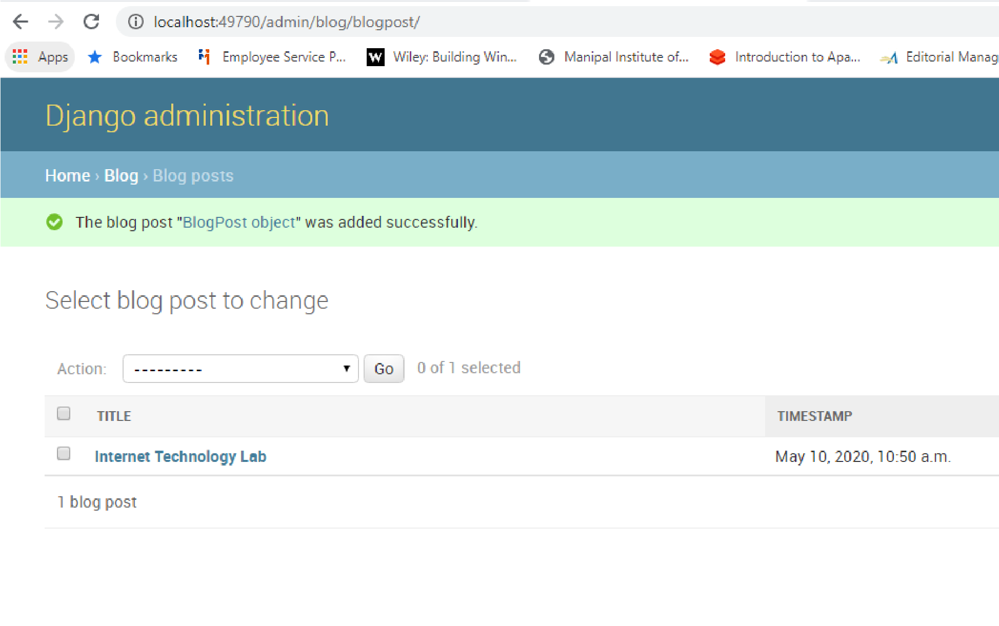 localhost:49790/admin/blog/blogpost/
Apps Bookmarks Employee Service P... Wiley: Building Win... Manipal Institute of... Introduction to Apa... Editorial Manag
Django administration
Home › Blog › Blog posts
The blog post "BlogPost object" was added successfully.
Select blog post to change
Action: --------- Go 0 of 1 selected
TITLE TIMESTAMP
Internet Technology Lab May 10, 2020, 10:50 a.m.
1 blog post